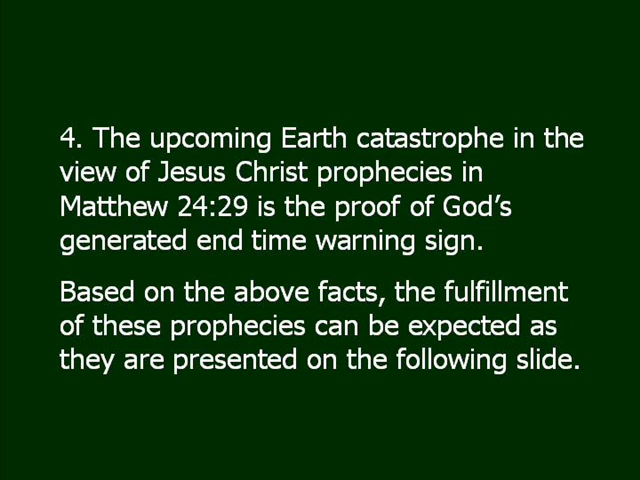 4. The upcoming Earth catastrophe in the
view of Jesus Christ prophecies in
Matthew 24:29 is the proof of God’s
generated end time warning sign.
Based on the above facts, the fulfillment
of these prophecies can be expected as
they are presented on the following slide.